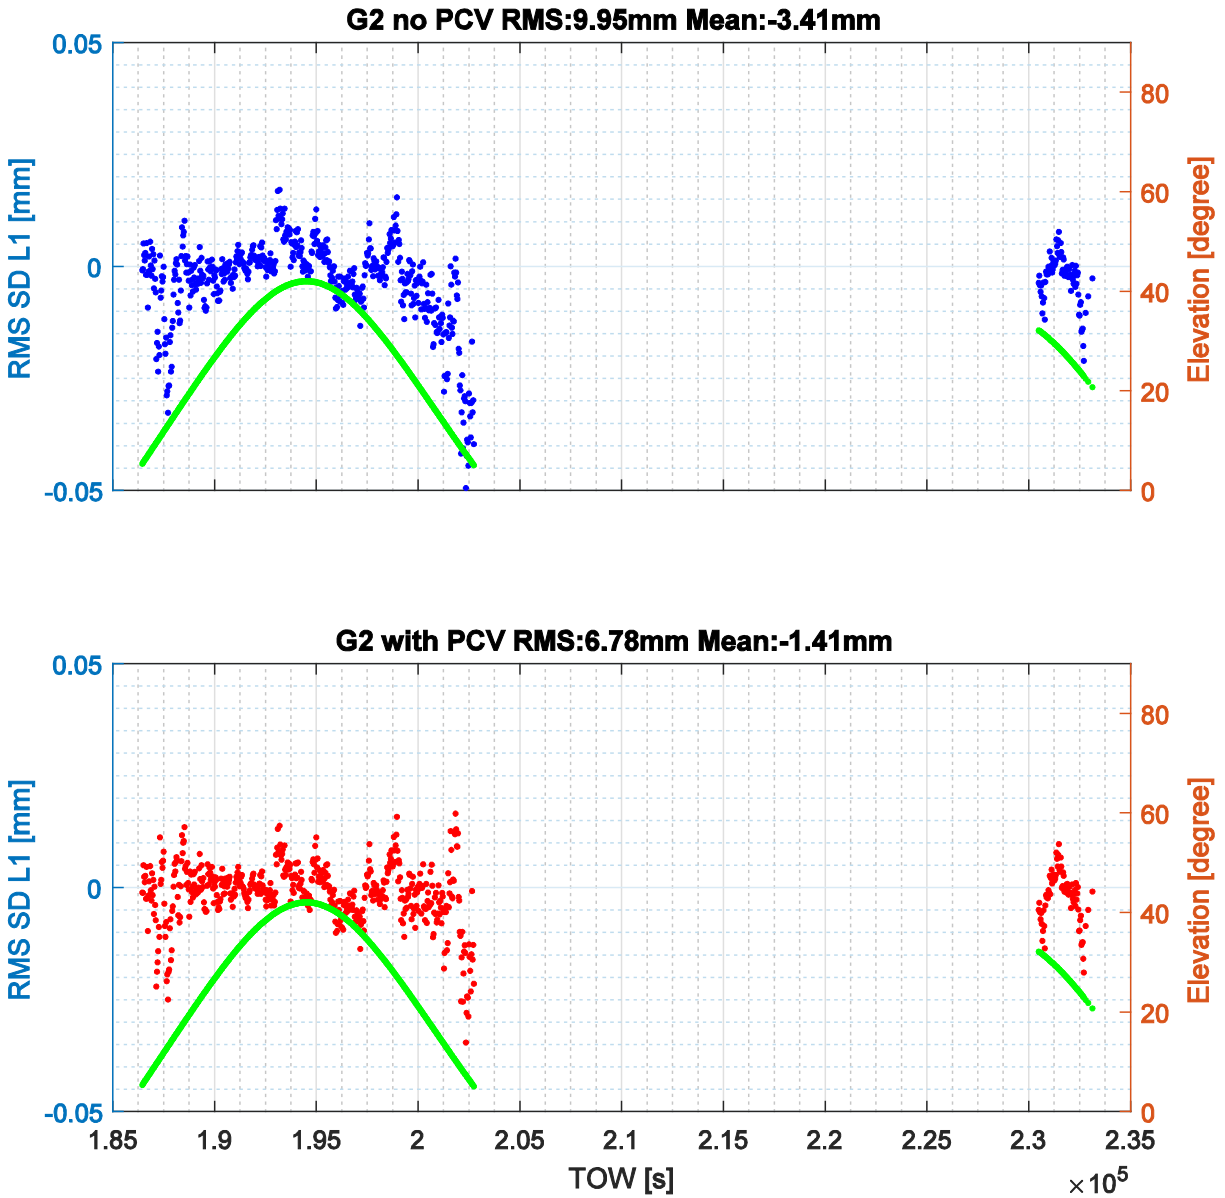 G2 no PCV RMS:9.95mm Mean:-3.41mm
0.05
0
-0.05
RMS SD L1 [mm]
80
60
40
20
0
Elevation [degree]
G2 with PCV RMS:6.78mm Mean:-1.41mm
0.05
0
-0.05
RMS SD L1 [mm]
80
60
40
20
0
Elevation [degree]
1.85 1.9 1.95 2 2.05 2.1 2.15 2.2 2.25 2.3 2.35
TOW [s]
×10⁵